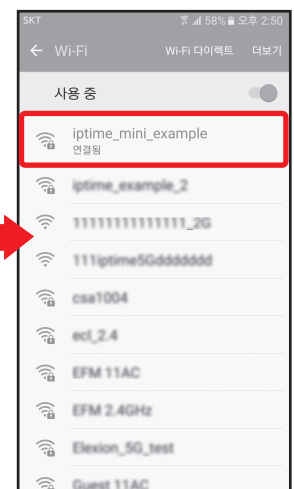 SKT 58% 오후 2:50
Wi-Fi Wi-Fi 다이렉트 더보기
사용 중
iptime_mini_example
연결됨
iptime_example_2
11111111111111_2G
111iptime5Gddddddd
csa1004
ecl_2.4
EFM 11AC
EFM 2.4GHz
Elexion_5G_test
Guest 11AC